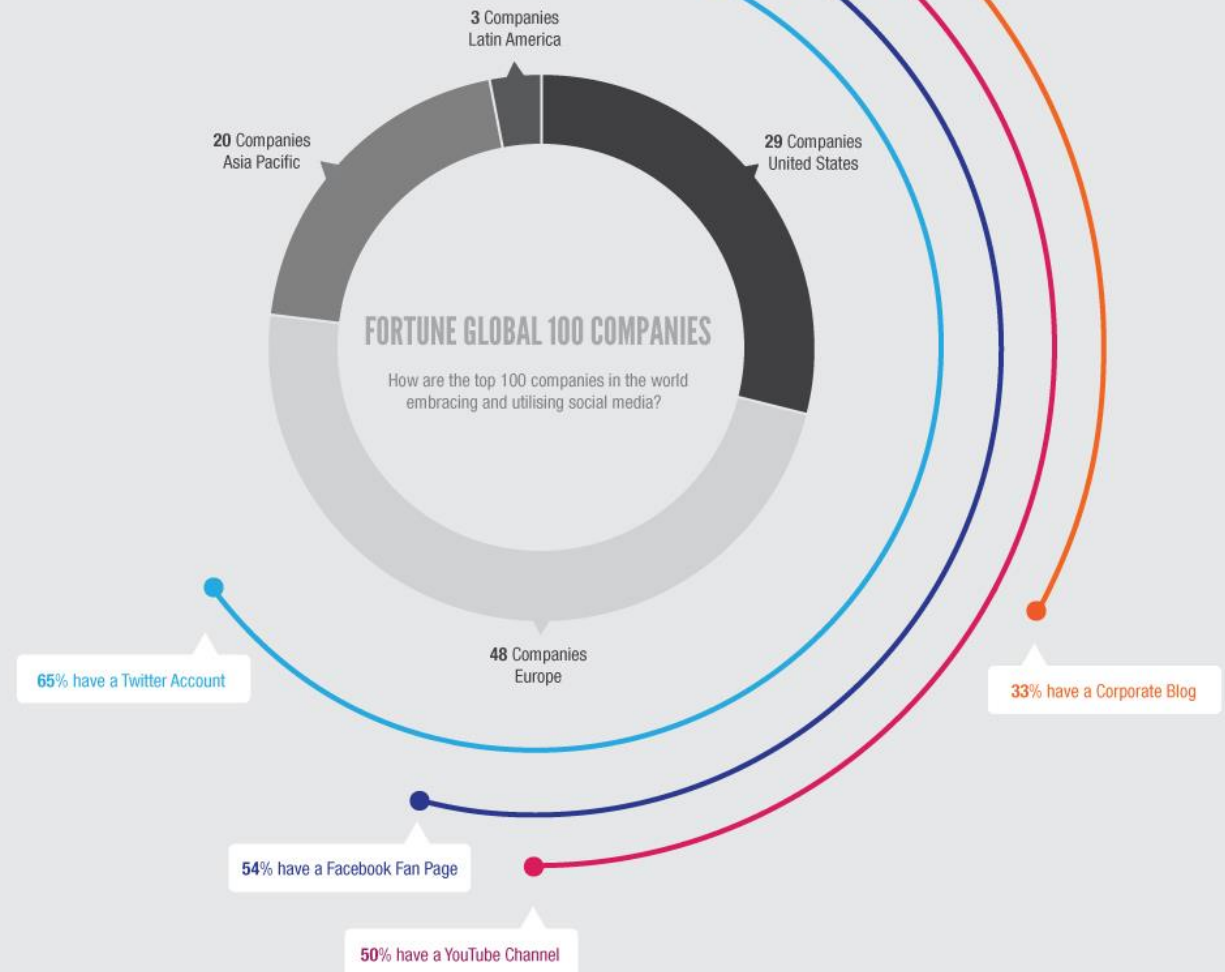 3 Companies
Latin America
20 Companies
Asia Pacific
29 Companies
United States
FORTUNE GLOBAL 100 COMPANIES
How are the top 100 companies in the world
embracing and utilising social media?
48 Companies
Europe
65% have a Twitter Account
33% have a Corporate Blog
54% have a Facebook Fan Page
50% have a YouTube Channel